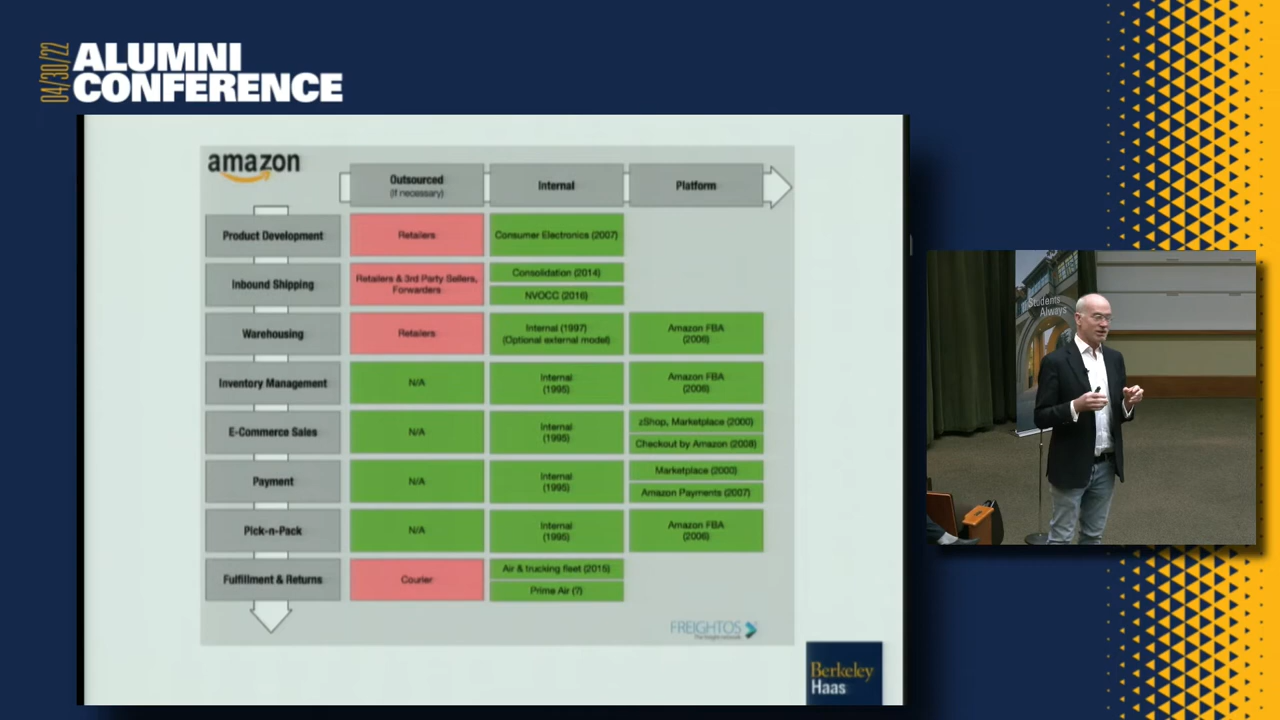 04/30/22
ALUMNI
CONFERENCE
amazon
Outsourced
(if necessary)
Internal
Platform
Product Development
Retailers
Consumer Electronics (2007)
Inbound Shipping
Retailers & 3rd Party Sellers,
Forwarders
Consolidation (2014)
NVOCC (2016)
Warehousing
Retailers
Internal (1997)
(Optional external model)
Amazon FBA
(2006)
Inventory Management
N/A
Internal
(1995)
Amazon FBA
(2006)
E-Commerce Sales
N/A
Internal
(1995)
zShop, Marketplace (2000)
Checkout by Amazon (2008)
Payment
N/A
Internal
(1995)
Marketplace (2000)
Amazon Payments (2007)
Pick-n-Pack
N/A
Internal
(1995)
Amazon FBA
(2006)
Fulfillment & Returns
Courier
Air & trucking fleet (2015)
Prime Air (?)
FREIGHTOS
The freight network
Berkeley
Haas
Students
Always